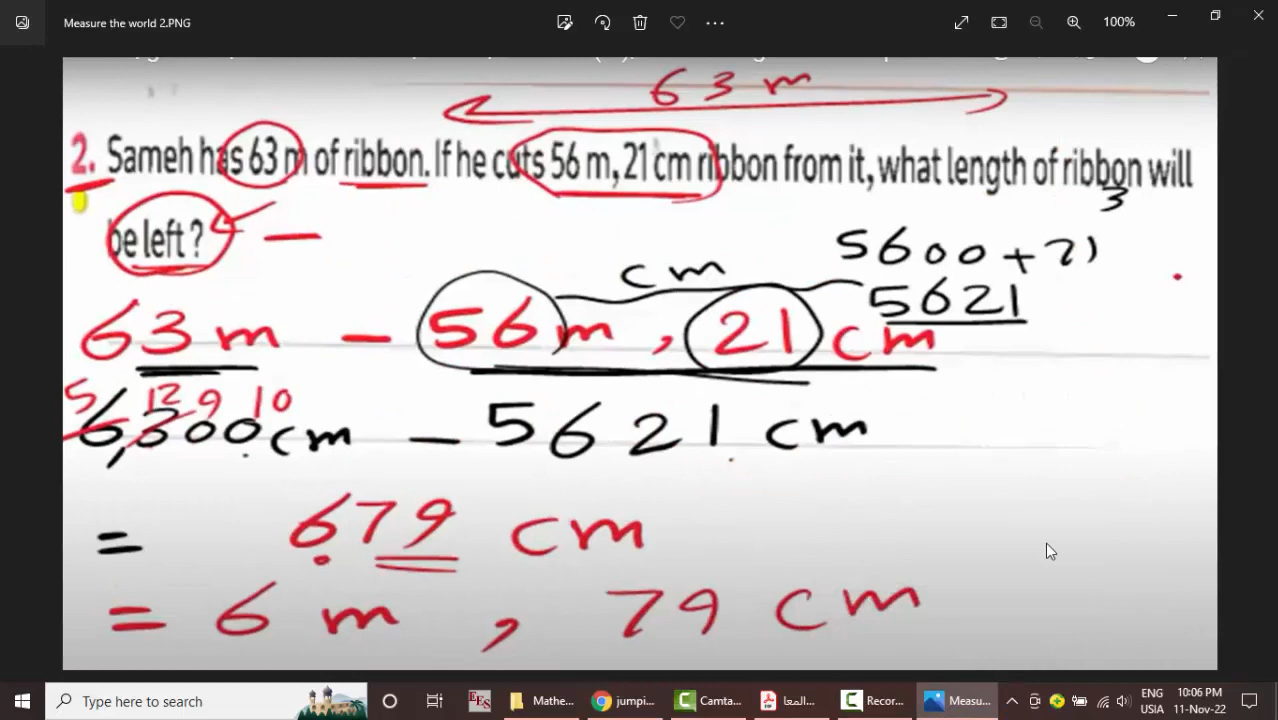 Measure the world 2.PNG
100%
63 m
2. Sameh has 63 m of ribbon. If he cuts 56 m, 21 cm ribbon from it, what length of ribbon will
3
be left ?
—
5600 + 21
cm
5621
63 m - 56 m , 21 cm
5 12 9 10
6,300 cm - 5621 cm
= 679 cm
= 6 m , 79 cm
Type here to search
EES
Mathe...
jumpi...
Camta...
المعا...
Recor...
Measu...
ENG
USA
10:06 PM
11-Nov-22